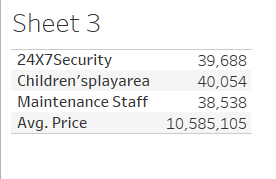 Sheet 3
24X7Security 39,688
Children'splayarea 40,054
Maintenance Staff 38,538
Avg. Price 10,585,105